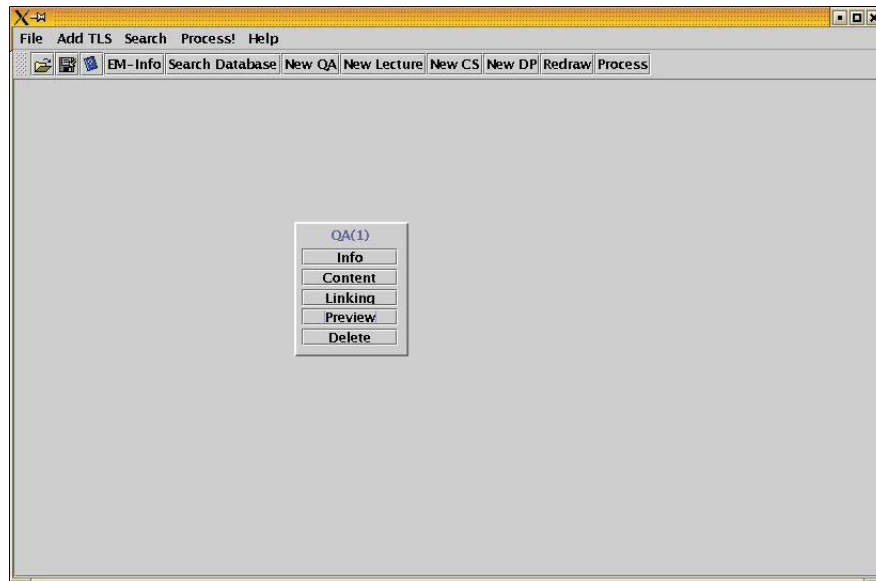 File Add TLS Search Process! Help
EM-Info Search Database New QA New Lecture New CS New DP Redraw Process
QA(1)
Info
Content
Linking
Preview
Delete